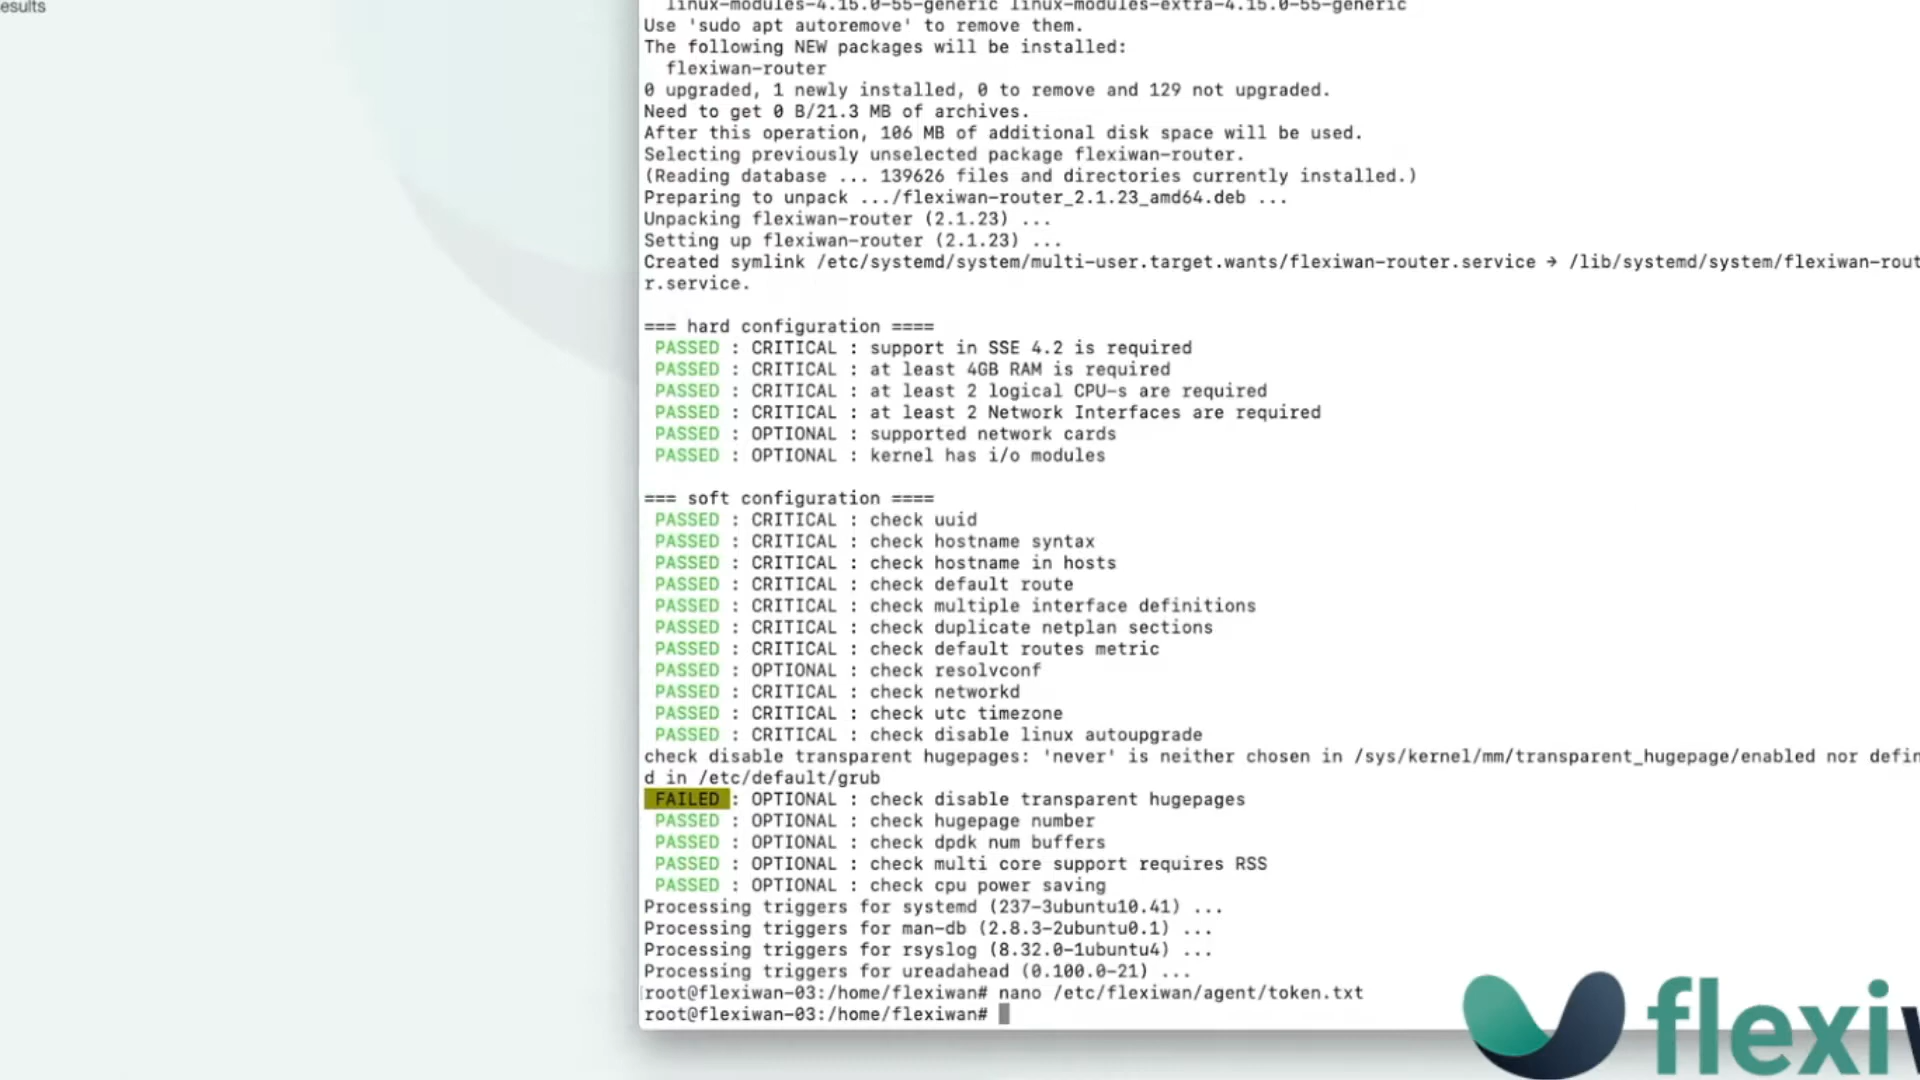 esults
linux-modules-4.15.0-55-generic linux-modules-extra-4.15.0-55-generic
Use 'sudo apt autoremove' to remove them.
The following NEW packages will be installed:
flexiwan-router
0 upgraded, 1 newly installed, 0 to remove and 129 not upgraded.
Need to get 0 B/21.3 MB of archives.
After this operation, 106 MB of additional disk space will be used.
Selecting previously unselected package flexiwan-router.
(Reading database ... 139626 files and directories currently installed.)
Preparing to unpack .../flexiwan-router_2.1.23_amd64.deb ...
Unpacking flexiwan-router (2.1.23) ...
Setting up flexiwan-router (2.1.23) ...
Created symlink /etc/systemd/system/multi-user.target.wants/flexiwan-router.service → /lib/systemd/system/flexiwan-rout
r.service.
=== hard configuration ====
PASSED : CRITICAL : support in SSE 4.2 is required
PASSED : CRITICAL : at least 4GB RAM is required
PASSED : CRITICAL : at least 2 logical CPU-s are required
PASSED : CRITICAL : at least 2 Network Interfaces are required
PASSED : OPTIONAL : supported network cards
PASSED : OPTIONAL : kernel has i/o modules
=== soft configuration ====
PASSED : CRITICAL : check uuid
PASSED : CRITICAL : check hostname syntax
PASSED : CRITICAL : check hostname in hosts
PASSED : CRITICAL : check default route
PASSED : CRITICAL : check multiple interface definitions
PASSED : CRITICAL : check duplicate netplan sections
PASSED : CRITICAL : check default routes metric
PASSED : OPTIONAL : check resolvconf
PASSED : CRITICAL : check networkd
PASSED : CRITICAL : check utc timezone
PASSED : CRITICAL : check disable linux autoupgrade
check disable transparent hugepages: 'never' is neither chosen in /sys/kernel/mm/transparent_hugepage/enabled nor defin
d in /etc/default/grub
FAILED : OPTIONAL : check disable transparent hugepages
PASSED : OPTIONAL : check hugepage number
PASSED : OPTIONAL : check dpdk num buffers
PASSED : OPTIONAL : check multi core support requires RSS
PASSED : OPTIONAL : check cpu power saving
Processing triggers for systemd (237-3ubuntu10.41) ...
Processing triggers for man-db (2.8.3-2ubuntu0.1) ...
Processing triggers for rsyslog (8.32.0-1ubuntu4) ...
Processing triggers for ureadahead (0.100.0-21) ...
root@flexiwan-03:/home/flexiwan# nano /etc/flexiwan/agent/token.txt
root@flexiwan-03:/home/flexiwan#
flexi